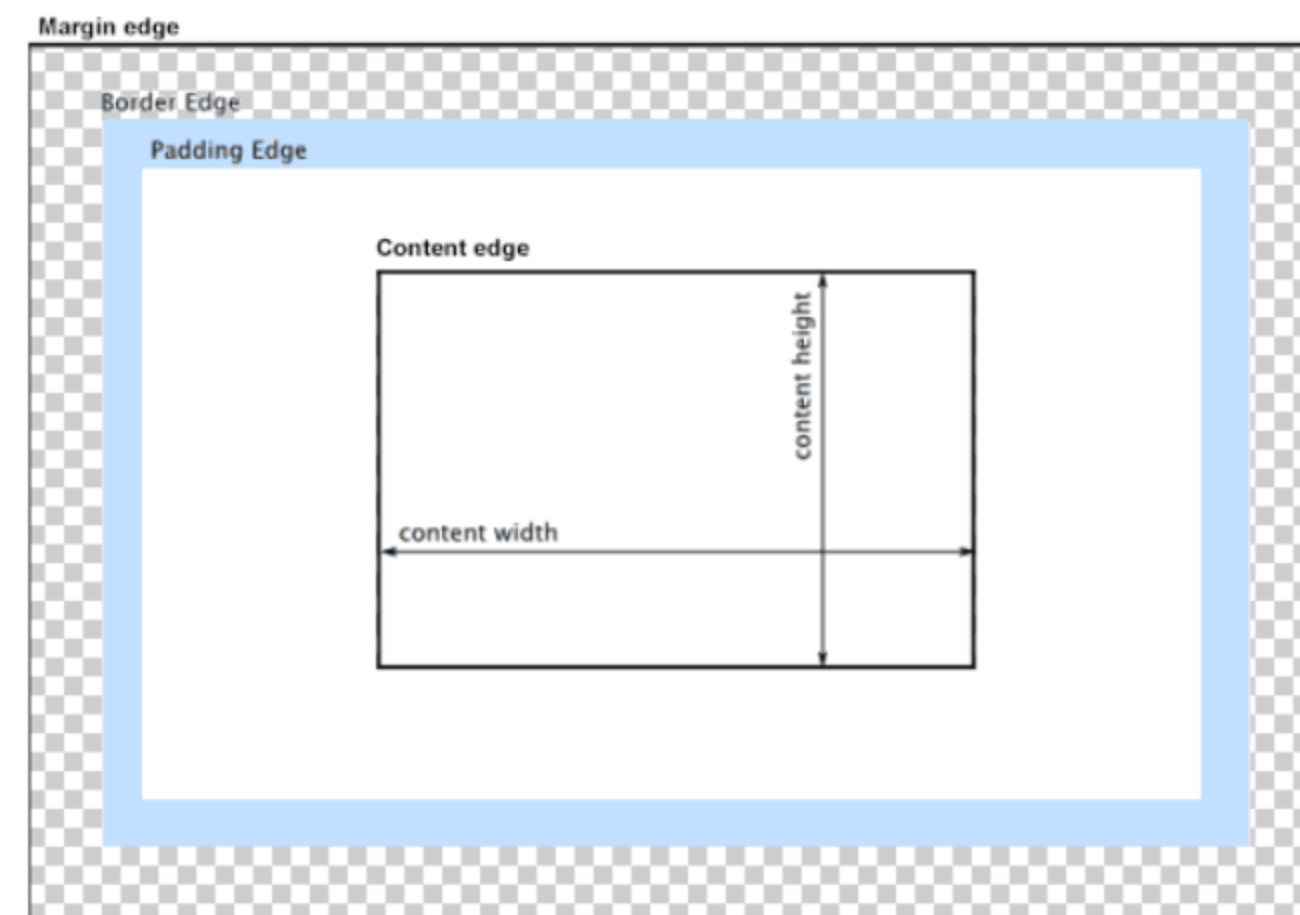 Margin edge
Border Edge
Padding Edge
Content edge
content height
content width